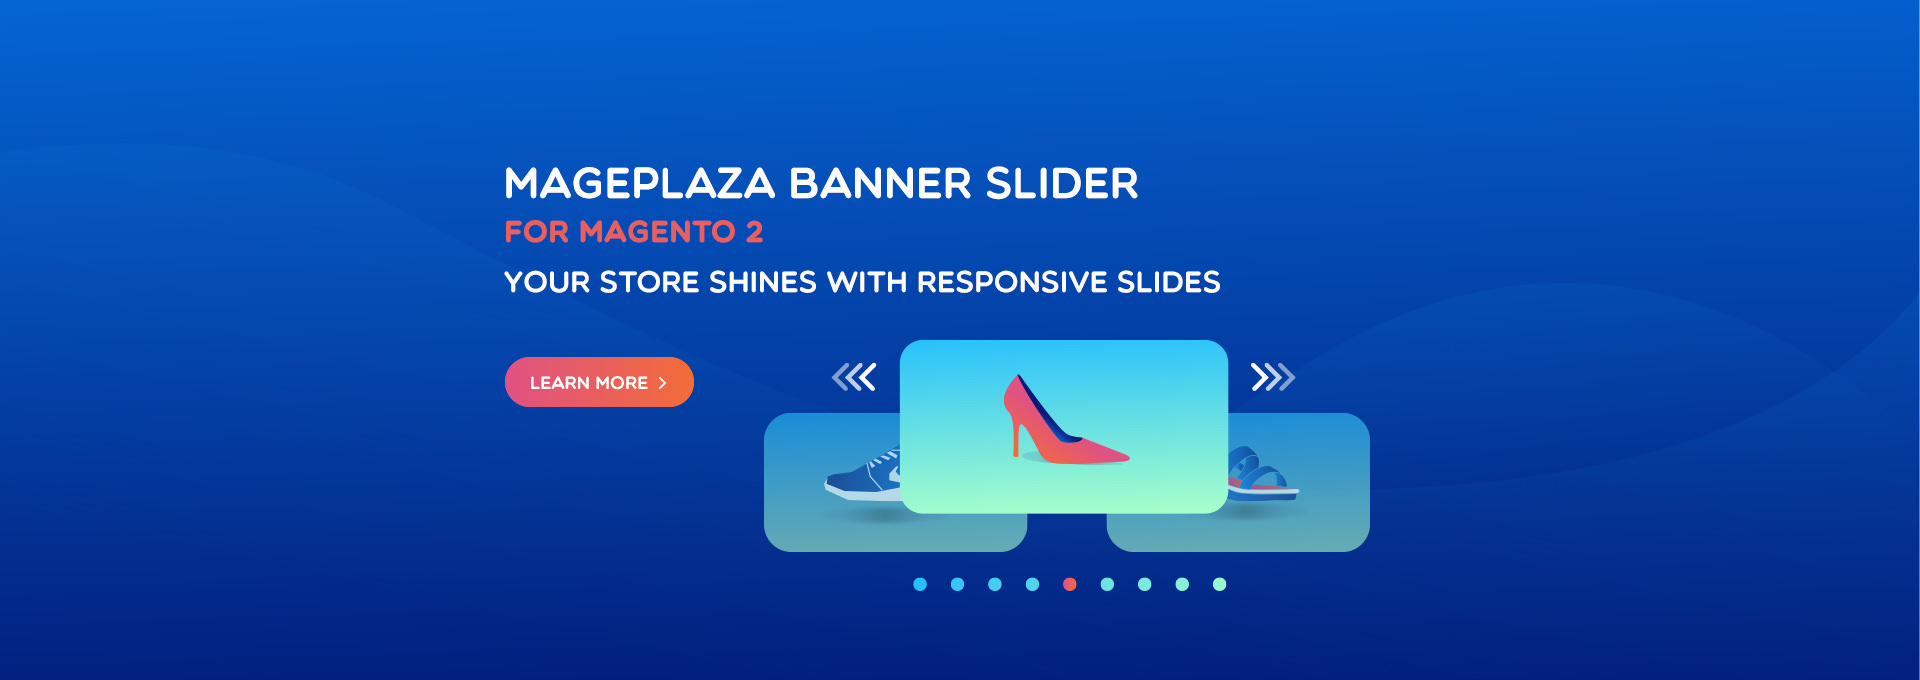 MAGEPLAZA BANNER SLIDER
FOR MAGENTO 2
YOUR STORE SHINES WITH RESPONSIVE SLIDES
LEARN MORE